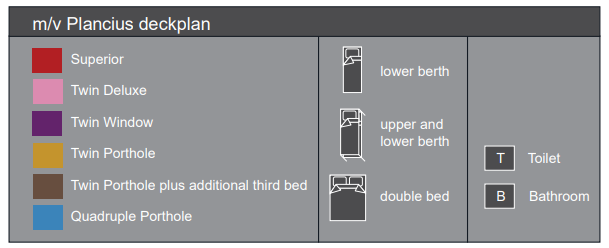 m/v Plancius deckplan
Superior
Twin Deluxe
Twin Window
Twin Porthole
Twin Porthole plus additional third bed
Quadruple Porthole
lower berth
upper and
lower berth
double bed
T Toilet
B Bathroom